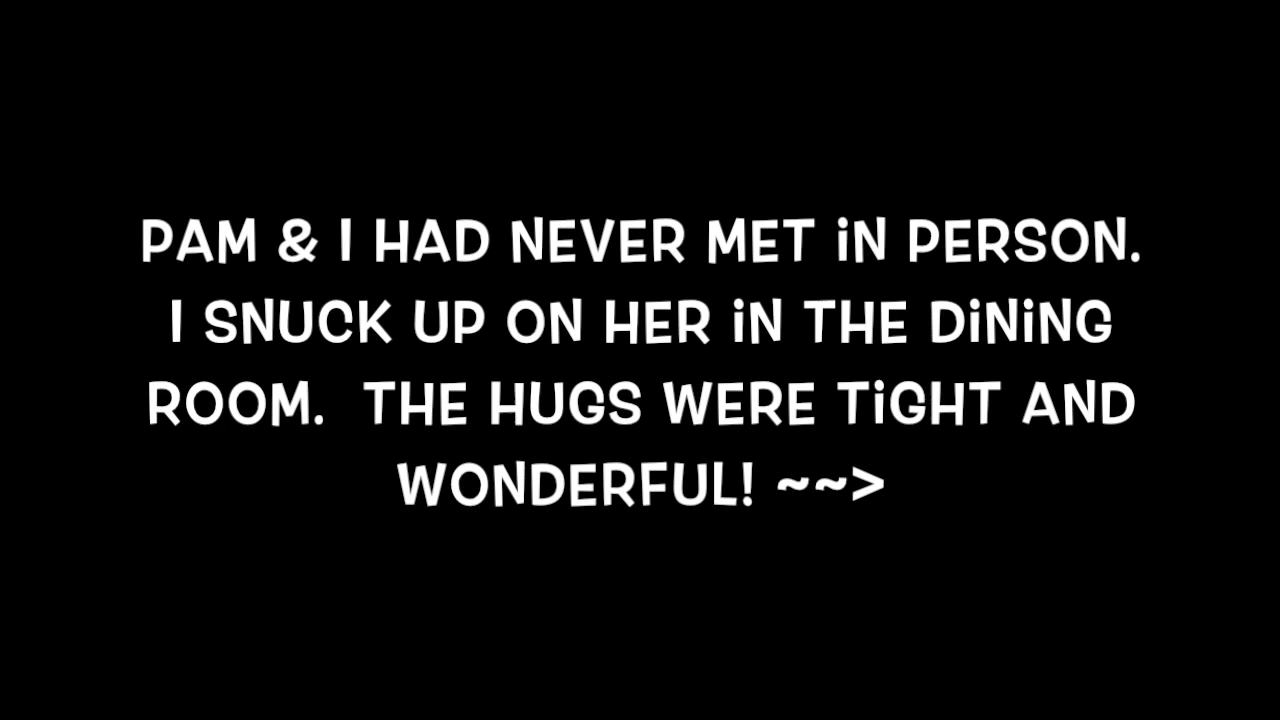 PAM & I HAD NEVER MET iN PERSON.
I SNUCK UP ON HER iN THE DiNiNG
ROOM.  THE HUGS WERE TiGHT AND
WONDERFUL! ~~>